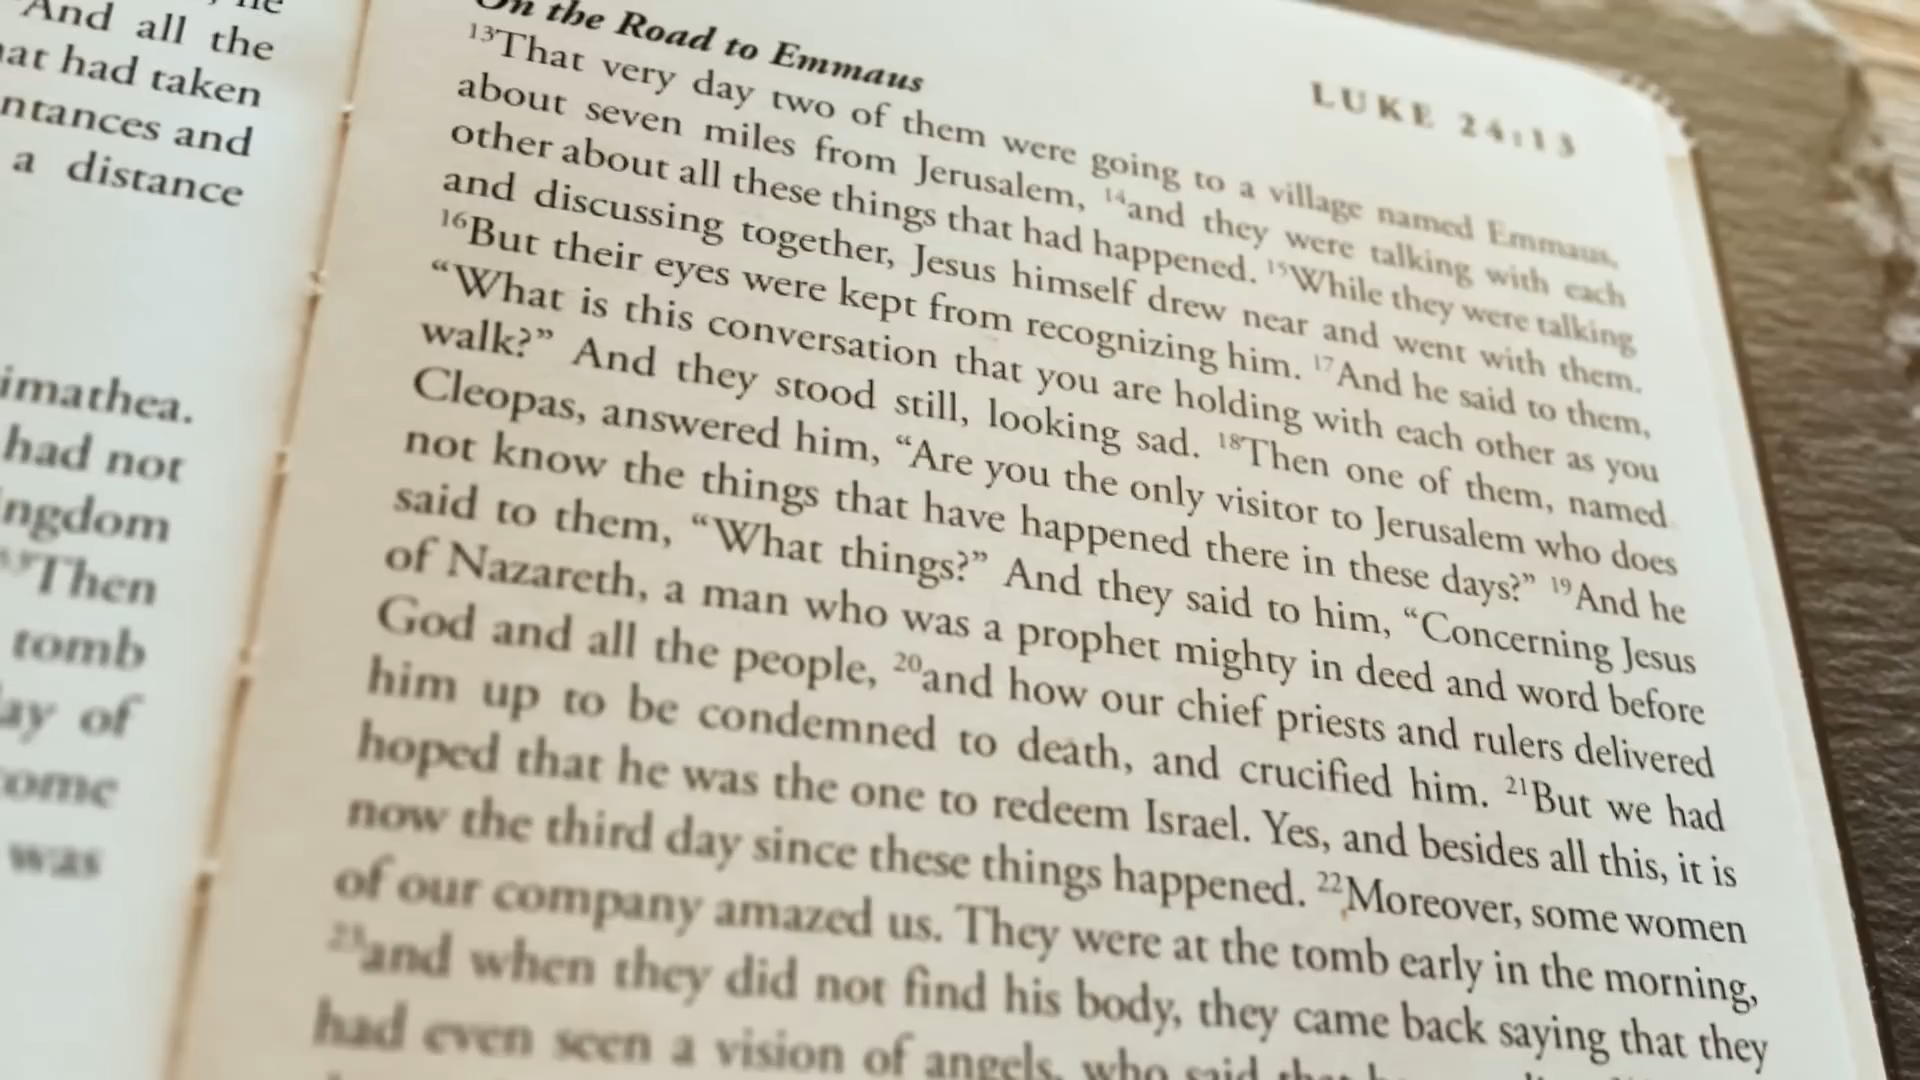 And all the
hat had taken
ntances and
a distance
imathea.
had not
ingdom
Then
tomb
ay of
ome
was
LUKE 24:13
On the Road to Emmaus
13That very day two of them were going to a village named Emmaus,
about seven miles from Jerusalem, 14and they were talking with each
other about all these things that had happened. 15While they were talking
and discussing together, Jesus himself drew near and went with them.
16But their eyes were kept from recognizing him. 17And he said to them,
“What is this conversation that you are holding with each other as you
walk?” And they stood still, looking sad. 18Then one of them, named
Cleopas, answered him, “Are you the only visitor to Jerusalem who does
not know the things that have happened there in these days?” 19And he
said to them, “What things?” And they said to him, “Concerning Jesus
of Nazareth, a man who was a prophet mighty in deed and word before
God and all the people, 20and how our chief priests and rulers delivered
him up to be condemned to death, and crucified him. 21But we had
hoped that he was the one to redeem Israel. Yes, and besides all this, it is
now the third day since these things happened. 22Moreover, some women
of our company amazed us. They were at the tomb early in the morning,
23and when they did not find his body, they came back saying that they
had even seen a vision of angels, who said that